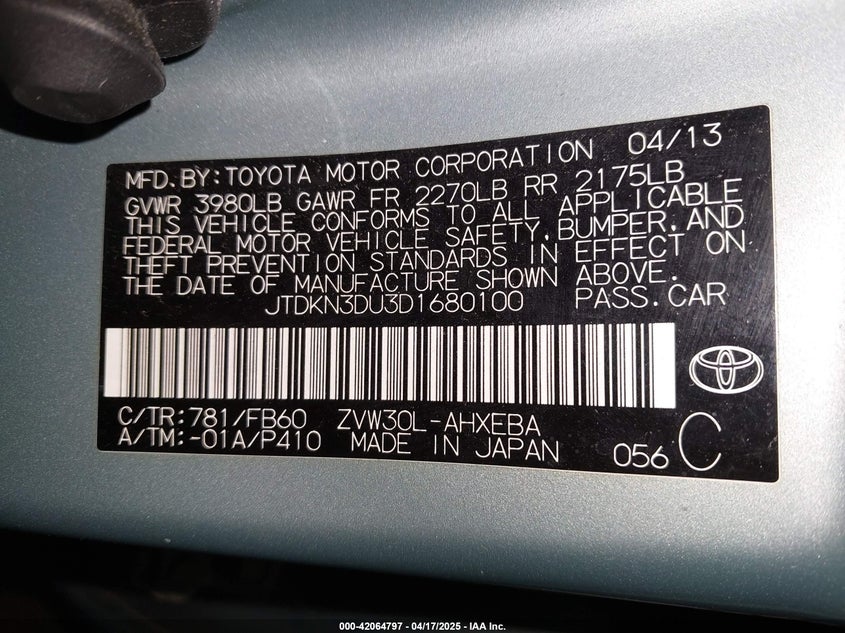 MFD.BY:TOYOTA MOTOR CORPORATION 04/13
GVWR 3980LB GAWR FR 2270LB RR 2175LB
THIS VEHICLE CONFORMS TO ALL APPLICABLE
FEDERAL MOTOR VEHICLE SAFETY,BUMPER,AND
THEFT PREVENTION STANDARDS IN EFFECT ON
THE DATE OF MANUFACTURE SHOWN ABOVE.
JTDKN3DU3D1680100 PASS.CAR
C/TR:781/FB60 ZVW30L-AHXEBA
A/TM:-01A/P410 MADE IN JAPAN 056 C
000-42064797 - 04/17/2025 - IAA Inc.